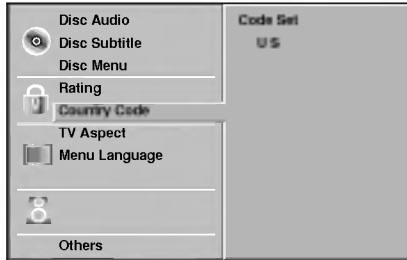 Disc Audio
Disc Subtitle
Disc Menu
Rating
Country Code
TV Aspect
Menu Language
Others
Code Set
US